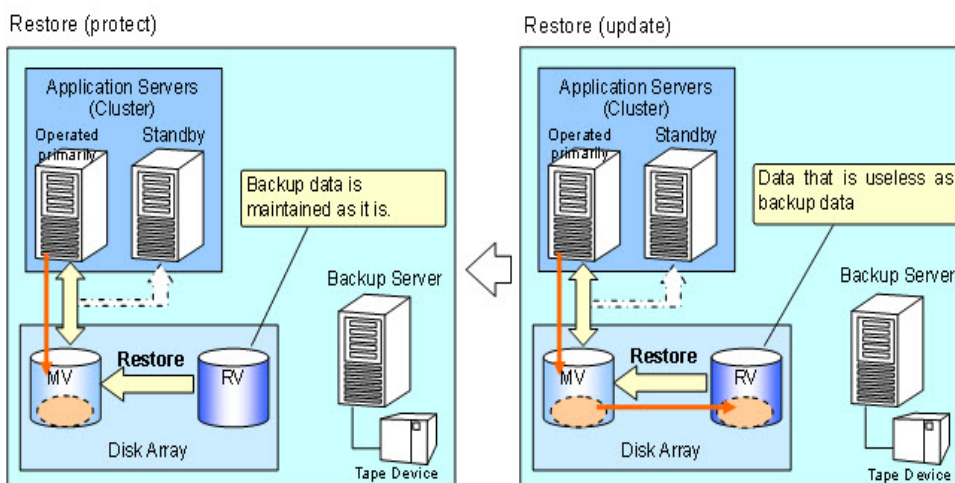 Restore (protect)
Application Servers
(Cluster)
Operated
primarily
Standby
Backup data is
maintained as it is.
Backup Server
MV
Restore
RV
Disk Array
Tape Device
Restore (update)
Application Servers
(Cluster)
Operated
primarily
Standby
Data that is useless as
backup data
Backup Server
MV
Restore
RV
Disk Array
Tape Device